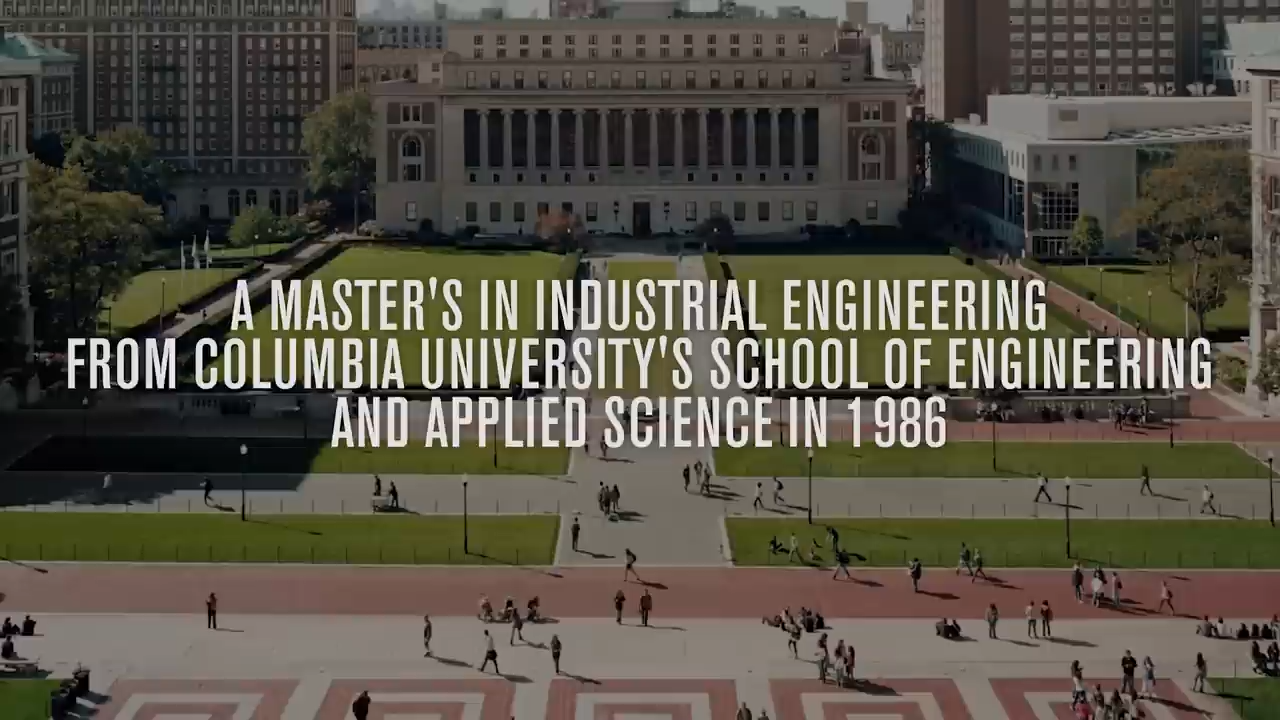 A MASTER'S IN INDUSTRIAL ENGINEERING
FROM COLUMBIA UNIVERSITY'S SCHOOL OF ENGINEERING
AND APPLIED SCIENCE IN 1986